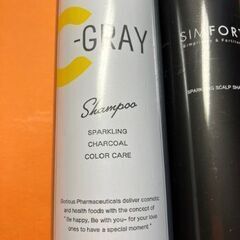 C-GRAY
Shampoo
SPARKLING
CHARCOAL
COLOR CARE
Pharmaceuticals deliver cosmetic
and health foods with the concept of
" Be happy, Be with you~ for your love
ones to have a special moment "
SIMFORT
SPARKLING SCALP SHA